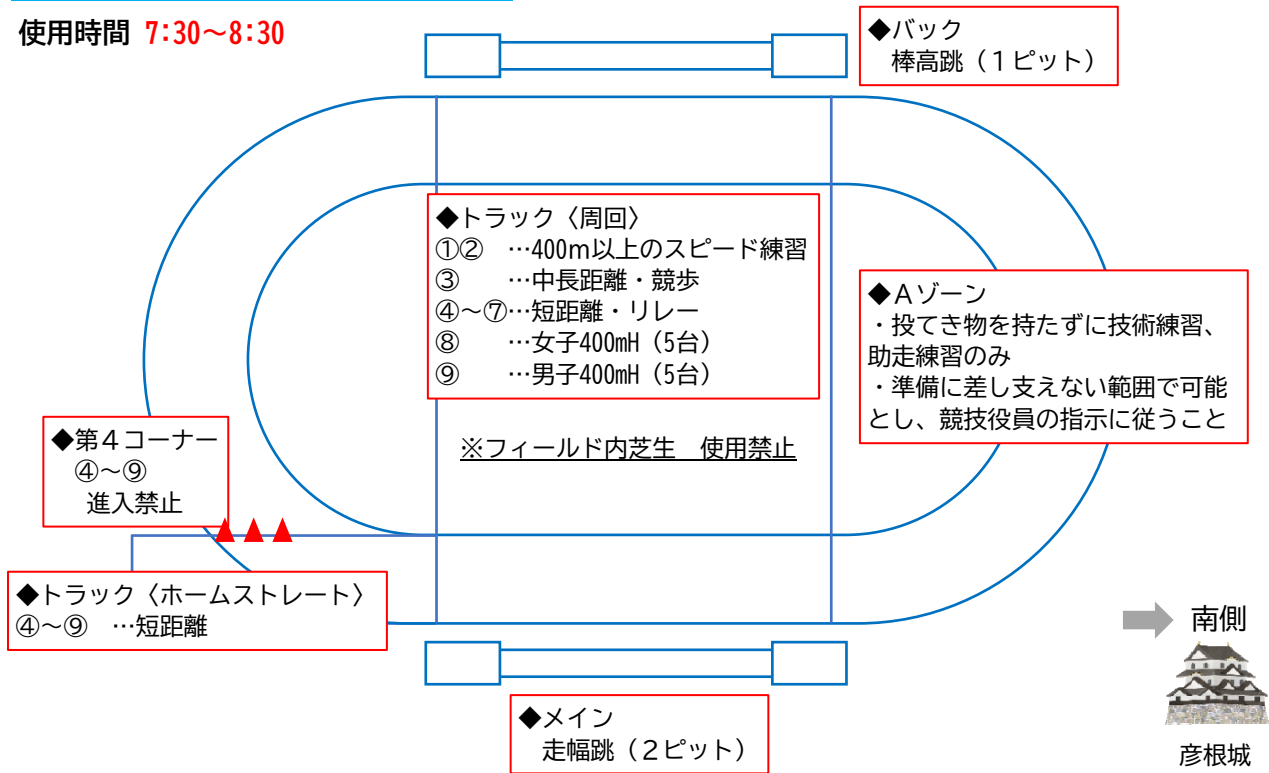 使用時間 7:30～8:30
◆バック
棒高跳（１ピット）
◆トラック〈周回〉
①② …400m以上のスピード練習
③ …中長距離・競歩
④～⑦…短距離・リレー
⑧ …女子400mH（5台）
⑨ …男子400mH（5台）
◆Ａゾーン
・投てき物を持たずに技術練習、
助走練習のみ
・準備に差し支えない範囲で可能
とし、競技役員の指示に従うこと
※フィールド内芝生　使用禁止
◆第４コーナー
④～⑨
進入禁止
◆トラック〈ホームストレート〉
④～⑨ …短距離
南側
彦根城
◆メイン
走幅跳（２ピット）